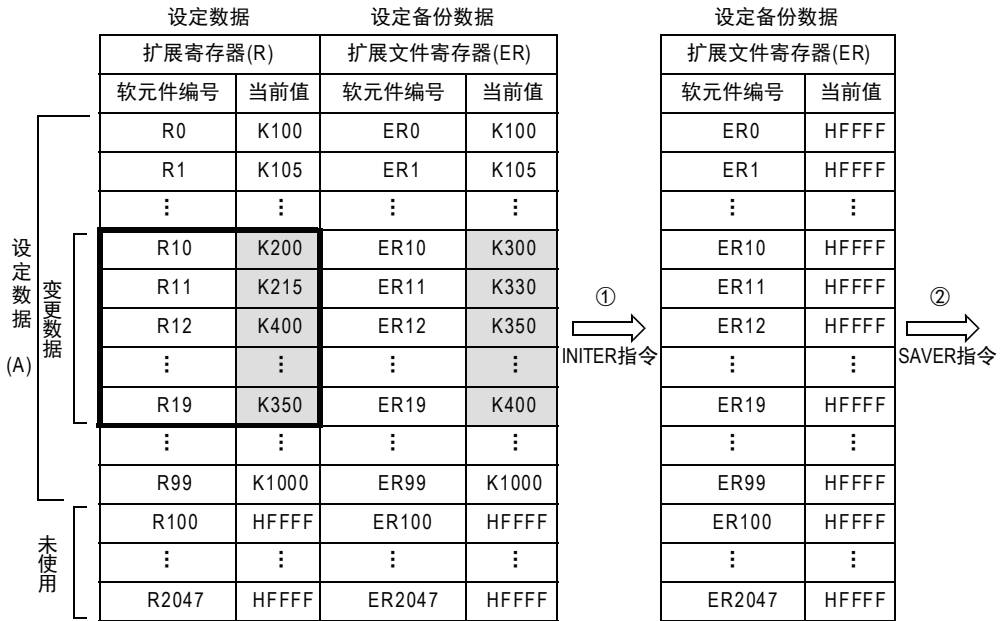 设定数据 设定备份数据 设定备份数据
扩展寄存器(R) 扩展文件寄存器(ER) 扩展文件寄存器(ER)
软元件编号 当前值 软元件编号 当前值 软元件编号 当前值
R0 K100 ER0 K100 ER0 HFFFF
R1 K105 ER1 K105 ER1 HFFFF
⋮ ⋮ ⋮ ⋮ ⋮ ⋮
R10 K200 ER10 K300 ER10 HFFFF
R11 K215 ER11 K330 ER11 HFFFF
R12 K400 ER12 K350 ER12 HFFFF
⋮ ⋮ ⋮ ⋮ ⋮ ⋮
R19 K350 ER19 K400 ER19 HFFFF
⋮ ⋮ ⋮ ⋮ ⋮ ⋮
R99 K1000 ER99 K1000 ER99 HFFFF
R100 HFFFF ER100 HFFFF ER100 HFFFF
⋮ ⋮ ⋮ ⋮ ⋮ ⋮
R2047 HFFFF ER2047 HFFFF ER2047 HFFFF
设定数据
(A)
变更数据
未使用
①
INITER指令
②
SAVER指令